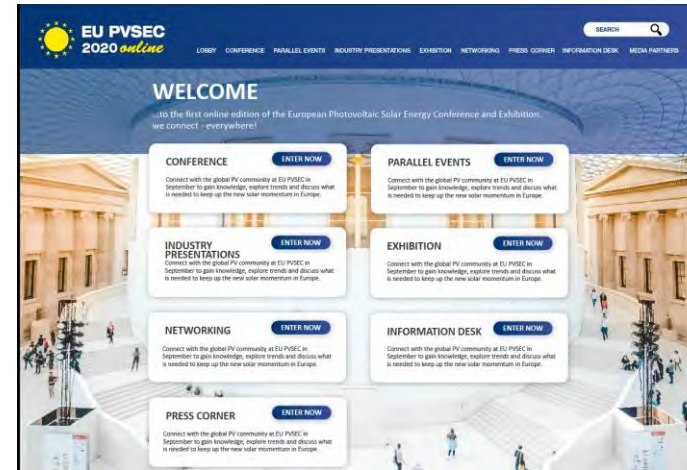 EU PVSEC
2020 online
SEARCH
LOBBY CONFERENCE PARALLEL EVENTS INDUSTRY PRESENTATIONS EXHIBITION NETWORKING PRESS CORNER INFORMATION DESK MEDIA PARTNERS
WELCOME
...to the first online edition of the European Photovoltaic Solar Energy Conference and Exhibition.
we connect - everywhere!
CONFERENCE
ENTER NOW
Connect with the global PV community at EU PVSEC in
September to gain knowledge, explore trends and discuss what
is needed to keep up the new solar momentum in Europe.
PARALLEL EVENTS
ENTER NOW
Connect with the global PV community at EU PVSEC in
September to gain knowledge, explore trends and discuss what
is needed to keep up the new solar momentum in Europe.
INDUSTRY
PRESENTATIONS
ENTER NOW
Connect with the global PV community at EU PVSEC in
September to gain knowledge, explore trends and discuss what
is needed to keep up the new solar momentum in Europe.
EXHIBITION
ENTER NOW
Connect with the global PV community at EU PVSEC in
September to gain knowledge, explore trends and discuss what
is needed to keep up the new solar momentum in Europe.
NETWORKING
ENTER NOW
Connect with the global PV community at EU PVSEC in
September to gain knowledge, explore trends and discuss what
is needed to keep up the new solar momentum in Europe.
INFORMATION DESK
ENTER NOW
Connect with the global PV community at EU PVSEC in
September to gain knowledge, explore trends and discuss what
is needed to keep up the new solar momentum in Europe.
PRESS CORNER
ENTER NOW
Connect with the global PV community at EU PVSEC in
September to gain knowledge, explore trends and discuss what
is needed to keep up the new solar momentum in Europe.